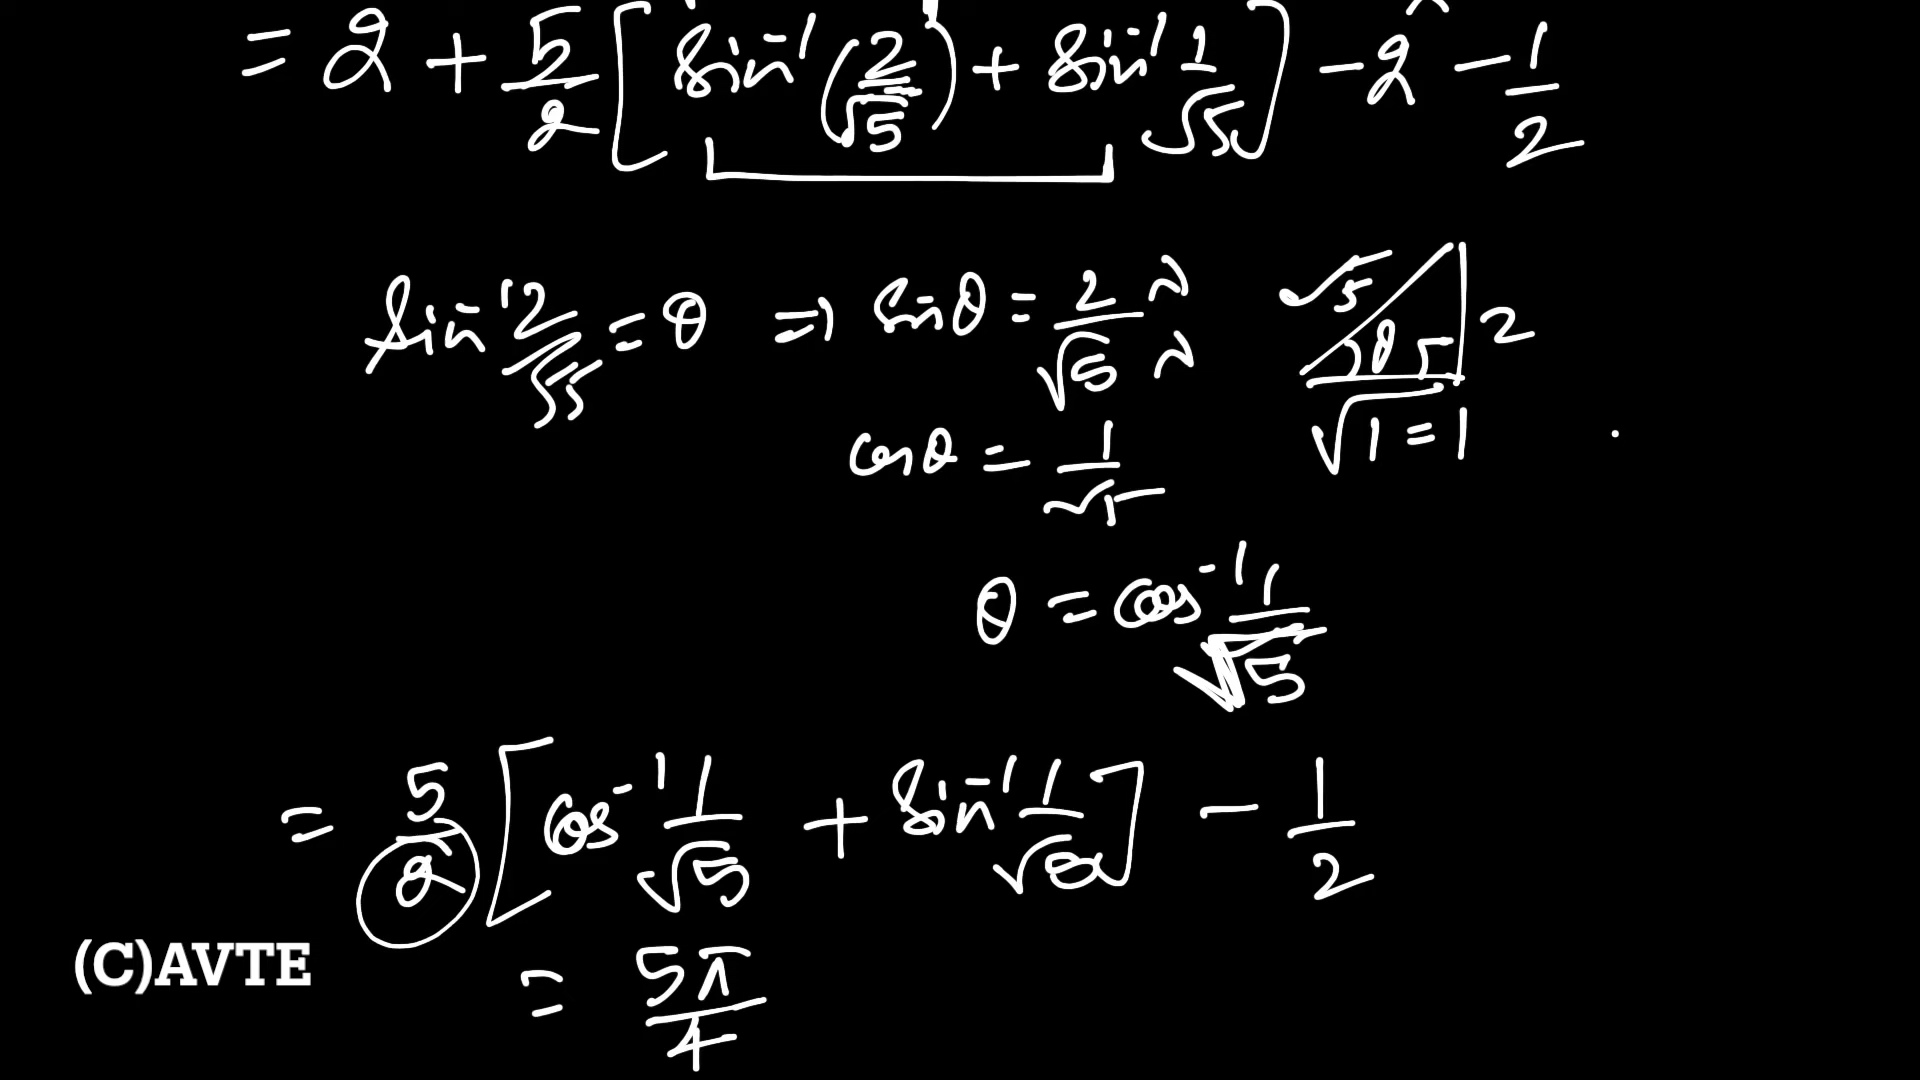 = 2 + 5/2 [ sin⁻¹(2/√5) + sin⁻¹ 1/√5 ] - 2 - 1/2
sin⁻¹ 2/√5 = θ ⇒ sinθ = 2/√5
√5 θ 2
√1 = 1
cosθ = 1/√5
θ = cos⁻¹ 1/√5
= 5/2 [ cos⁻¹ 1/√5 + sin⁻¹ 1/√ ] - 1/2
(C)AVTE
= 5π/4